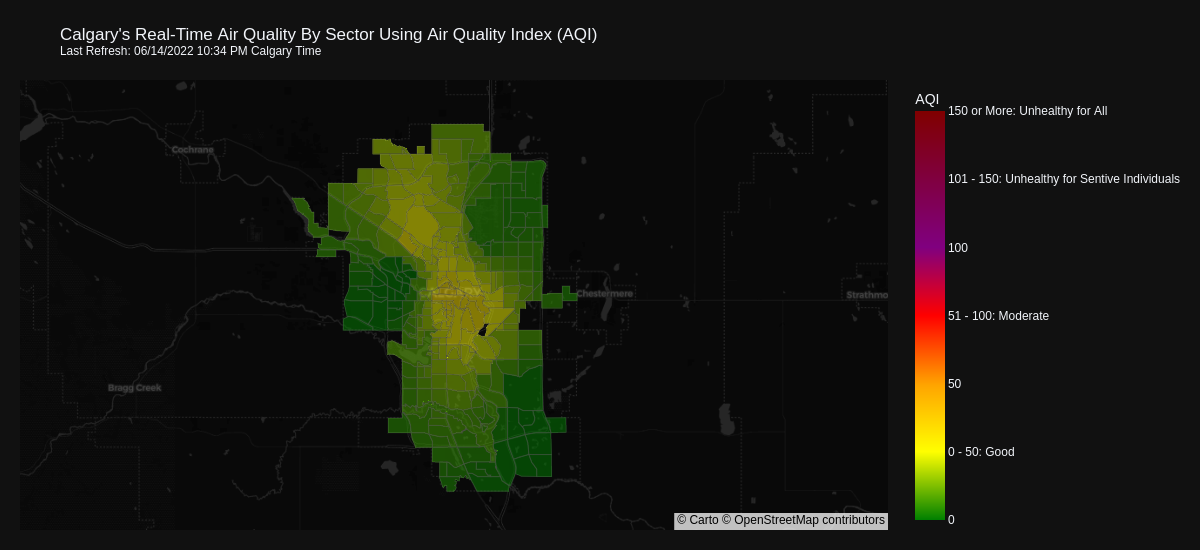 Calgary's Real-Time Air Quality By Sector Using Air Quality Index (AQI)
Last Refresh: 06/14/2022 10:34 PM Calgary Time
AQI
150 or More: Unhealthy for All
Cochrane
101 - 150: Unhealthy for Sentive Individuals
100
Chestermere
Strathmo
51 - 100: Moderate
Bragg Creek
50
0 - 50: Good
© Carto © OpenStreetMap contributors
0